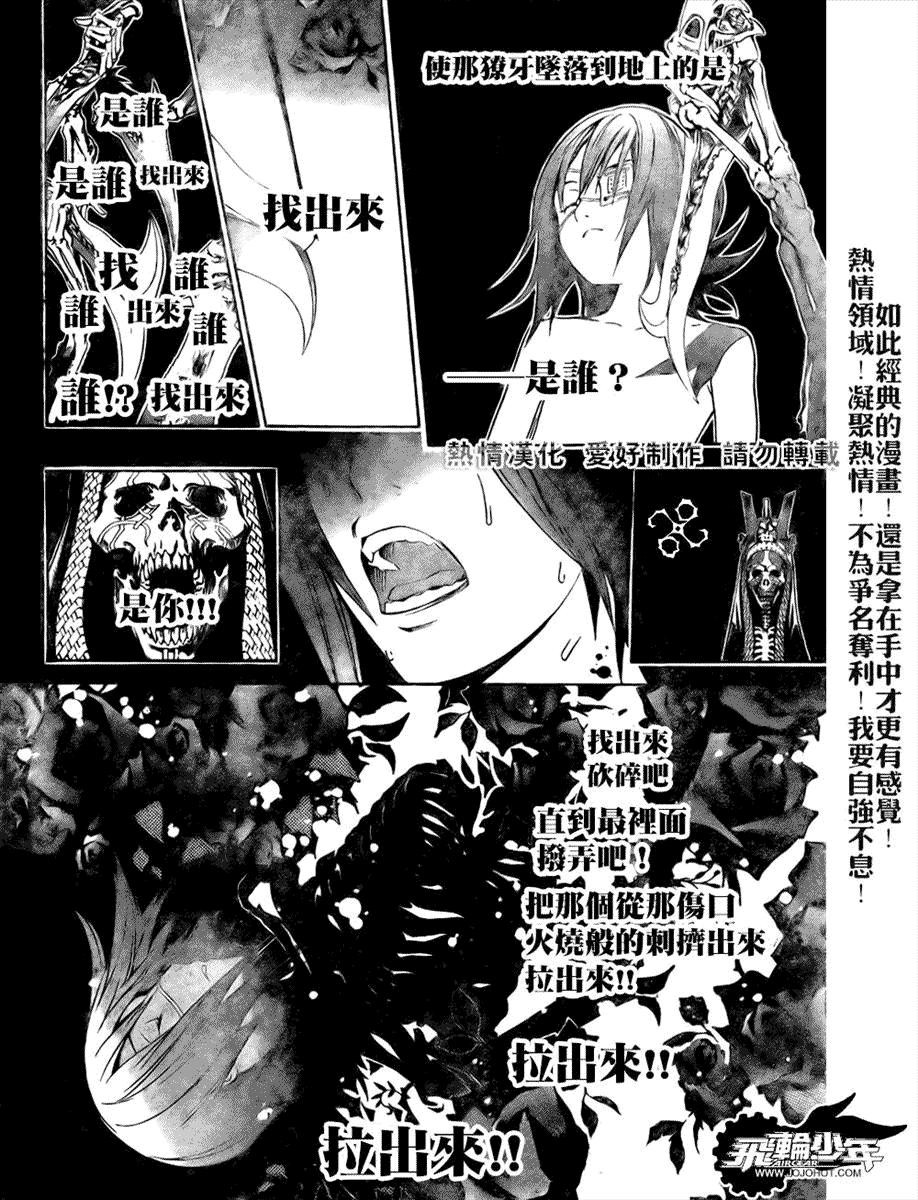 使那獠牙墜落到地上的是
是誰？
找出來
是誰
是誰
找出來
找
誰
誰
出來
誰
誰!?
找出來
熱情漢化 愛好制作 請勿轉載
是你!!!
找出來
砍碎吧
直到最裡面
撥弄吧！
把那個從那傷口
火燒般的刺擠出來
拉出來!!
拉出來!!
拉出來!!
如此經典的漫畫！還是拿在手中才更有感覺！
熱情領域！凝聚熱情！不為爭名奪利！我要自強不息！
飛輪少年
AIRGEAR
WWW.JOJOHOT.COM